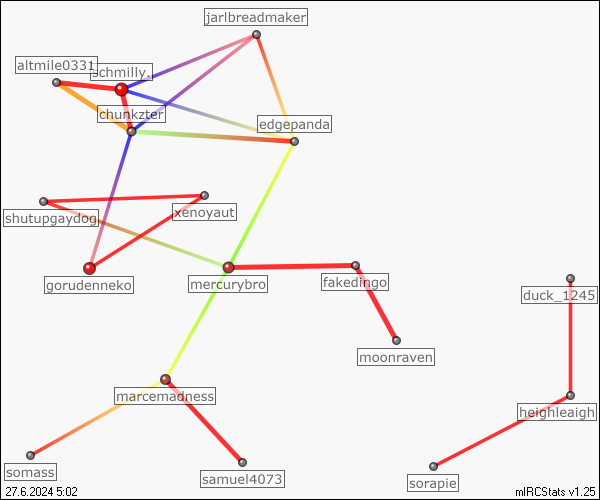 jarlbreadmaker
altmile0331
schmilly.
chunkzter
edgepanda
shutupgaydog
xenoyaut
gorudenneko
mercurybro
fakedingo
duck_1245
moonraven
marcemadness
heighleaigh
somass
samuel4073
sorapie
27.6.2024 5:02
mIRCStats v1.25